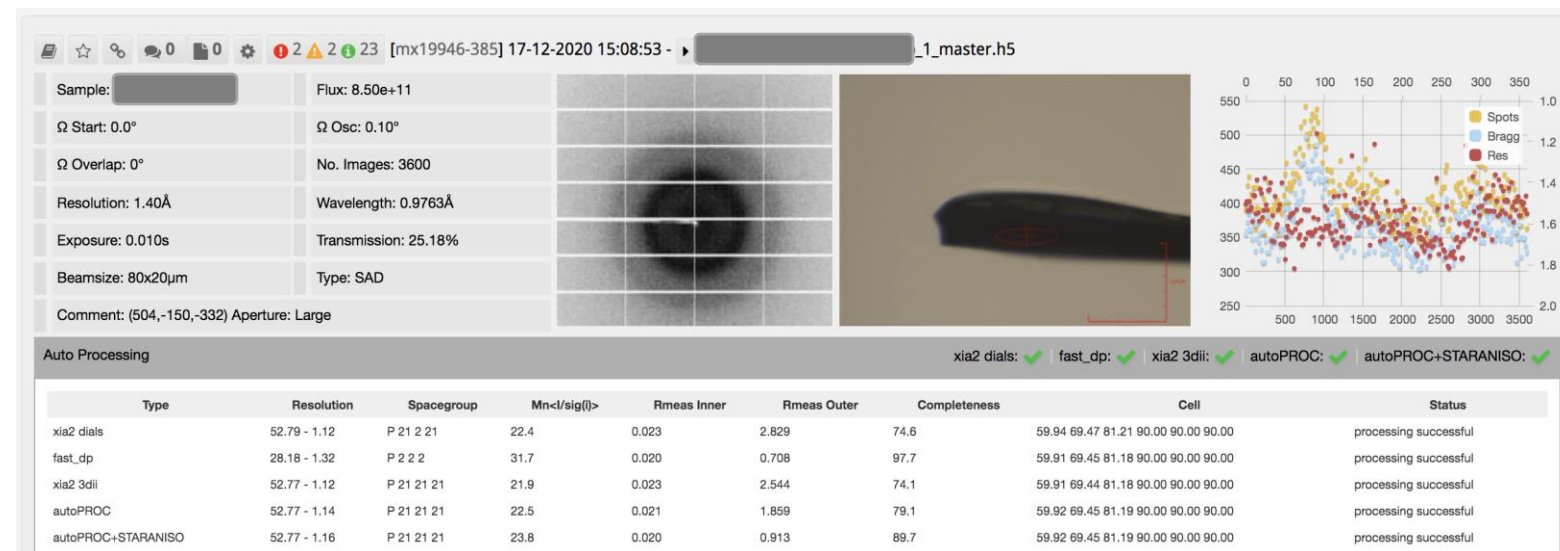 0 0 2 2 23 [mx19946-385] 17-12-2020 15:08:53 - _1_master.h5
Sample: Flux: 8.50e+11
Ω Start: 0.0° Ω Osc: 0.10°
Ω Overlap: 0° No. Images: 3600
Resolution: 1.40Å Wavelength: 0.9763Å
Exposure: 0.010s Transmission: 25.18%
Beamsize: 80x20µm Type: SAD
Comment: (504,-150,-332) Aperture: Large
0 50 100 150 200 250 300 350
550 1.0
Spots
500 Bragg 1.2
Res
450
400 1.4
350 1.6
300 1.8
250 2.0
500 1000 1500 2000 2500 3000 3500
Auto Processing xia2 dials: fast_dp: xia2 3dii: autoPROC: autoPROC+STARANISO:
Type Resolution Spacegroup Mn<I/sig(i)> Rmeas Inner Rmeas Outer Completeness Cell Status
xia2 dials 52.79 - 1.12 P 21 2 21 22.4 0.023 2.829 74.6 59.94 69.47 81.21 90.00 90.00 90.00 processing successful
fast_dp 28.18 - 1.32 P 2 2 2 31.7 0.020 0.708 97.7 59.91 69.45 81.18 90.00 90.00 90.00 processing successful
xia2 3dii 52.77 - 1.12 P 21 21 21 21.9 0.023 2.544 74.1 59.91 69.44 81.18 90.00 90.00 90.00 processing successful
autoPROC 52.77 - 1.14 P 21 21 21 22.5 0.021 1.859 79.1 59.92 69.45 81.19 90.00 90.00 90.00 processing successful
autoPROC+STARANISO 52.77 - 1.16 P 21 21 21 23.8 0.020 0.913 89.7 59.92 69.45 81.19 90.00 90.00 90.00 processing successful